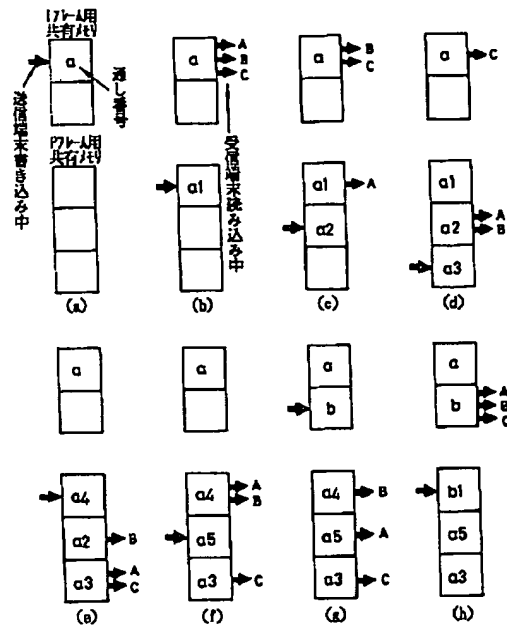 Iフレーム用
共有メモリ
a
送信端末書き込み中
通し番号
Pフレーム用
共有メモリ
(a)
a
A
B
C
受信端末読み込み中
a1
(b)
a
B
C
a1
A
a2
(c)
a
C
a1
a2
A
B
a3
(d)
a
a4
a2
B
a3
A
C
(e)
a
a4
A
B
a5
a3
C
(f)
a
b
a4
B
a5
A
a3
C
(g)
a
b
A
B
C
b1
a5
a3
(h)